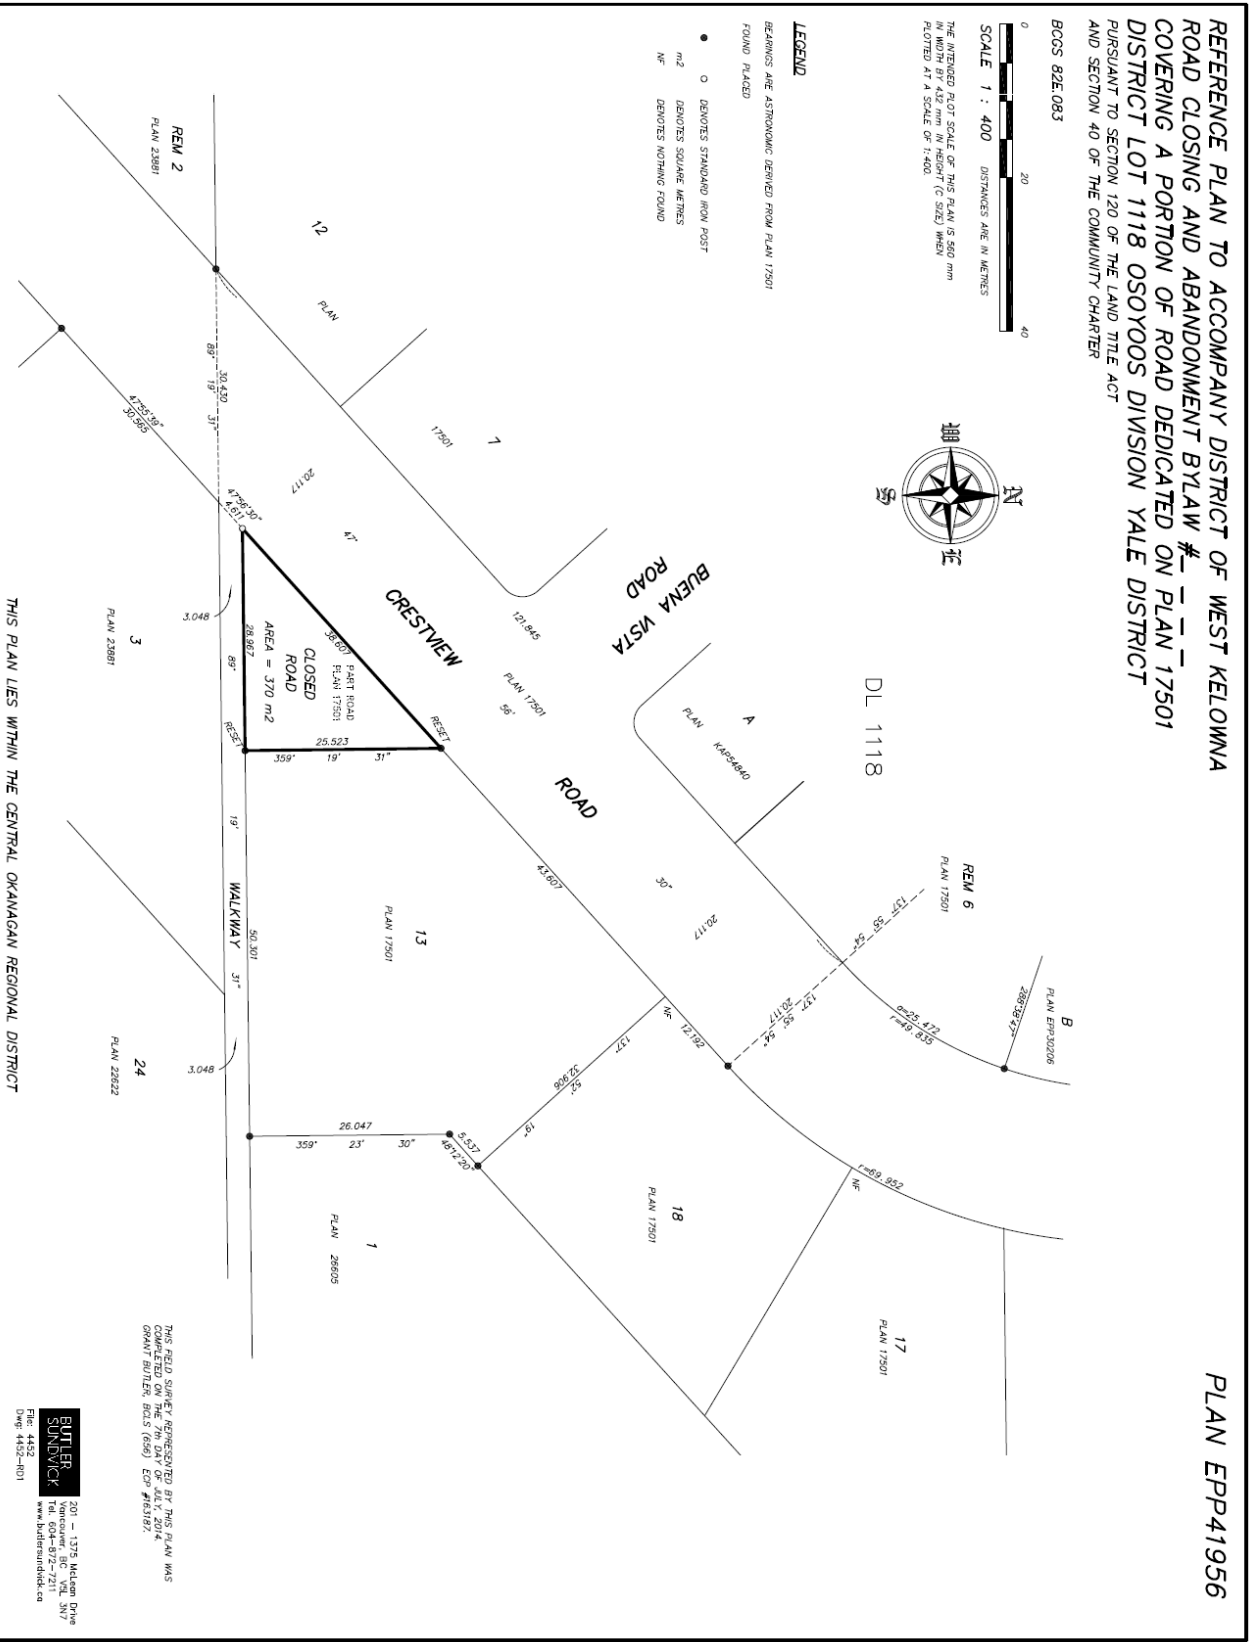 REFERENCE PLAN TO ACCOMPANY DISTRICT OF WEST KELOWNA
ROAD CLOSING AND ABANDONMENT BYLAW #_ _ _ _
COVERING A PORTION OF ROAD DEDICATED ON PLAN 17501
DISTRICT LOT 1118 OSOYOOS DIVISION YALE DISTRICT
PURSUANT TO SECTION 120 OF THE LAND TITLE ACT
AND SECTION 40 OF THE COMMUNITY CHARTER
PLAN EPP41956
BCGS 82E.083
0 20 40
SCALE 1 : 400 DISTANCES ARE IN METRES
THE INTENDED PLOT SCALE OF THIS PLAN IS 560 mm
IN WIDTH BY 432 mm IN HEIGHT (C SIZE) WHEN
PLOTTED AT A SCALE OF 1:400.
LEGEND
BEARINGS ARE ASTRONOMIC DERIVED FROM PLAN 17501
FOUND PLACED
DENOTES STANDARD IRON POST
m2 DENOTES SQUARE METRES
NF DENOTES NOTHING FOUND
N
E
S
W
DL 1118
B
PLAN EPP30206
288°38'47"
REM 6
PLAN 17501
137° 55' 54"
a=25.472
r=49.835
137° 55' 54"
20.117
A
PLAN KAP54840
BUENA VISTA
ROAD
121.845
PLAN 17501
56'
30"
20.117
CRESTVIEW
ROAD
47°
20.117
7
17501
12
PLAN
REM 2
PLAN 23881
30.430
89° 19' 31"
47°55'39"
30.565
47°56'30"
4.611
38.607
PART ROAD
PLAN 17501
CLOSED
ROAD
AREA = 370 m2
28.967
RESET
RESET
25.523
359° 19' 31"
43.607
12.192
NF
r=69.952
NF
17
PLAN 17501
18
PLAN 17501
137° 52' 19"
32.906
5.537
48°12'20"
26.047
359° 23' 30"
13
PLAN 17501
50.301
89° 19' 31"
WALKWAY
3.048
3.048
3
PLAN 23881
24
PLAN 22622
1
PLAN 26605
THIS FIELD SURVEY REPRESENTED BY THIS PLAN WAS
COMPLETED ON THE 7th DAY OF JULY, 2014.
GRANT BUTLER, BCLS (656) ECP #163187.
THIS PLAN LIES WITHIN THE CENTRAL OKANAGAN REGIONAL DISTRICT
BUTLER
SUNDVICK
201 - 1375 McLean Drive
Vancouver, BC V5L 3N7
Tel. 604-872-7211
www.butlersundvick.ca
File: 4452
Dwg: 4452-RD1